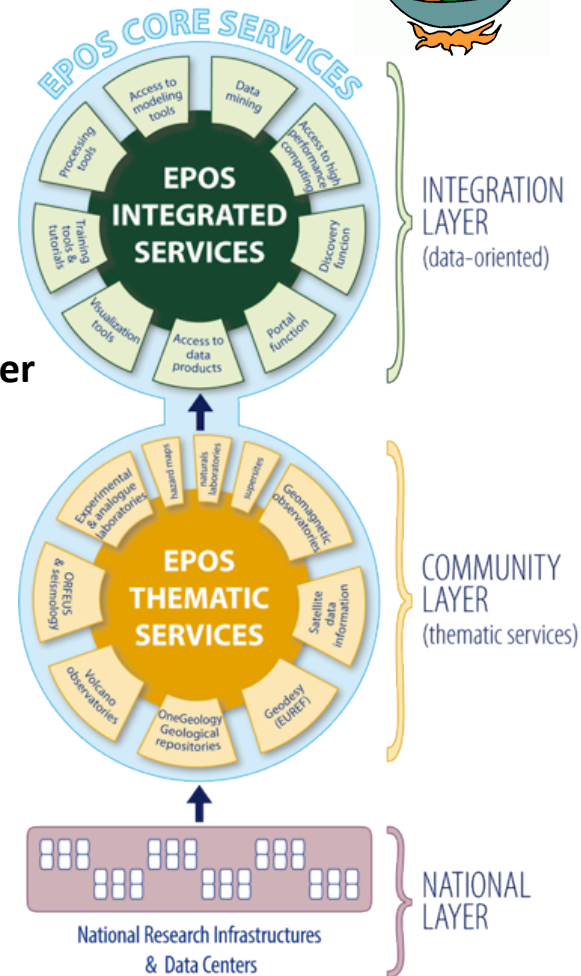 EPOS CORE SERVICES
Access to
modeling
tools
Data
mining
Access to high
performance
computing
Processing
tools
EPOS
INTEGRATED
SERVICES
Training
tools &
tutorials
Discovery
funcion
Visualization
tools
Access to
data
products
Portal
function
INTEGRATION
LAYER
(data-oriented)
er
Experimental
& analogue
laboratories
hazard maps
naturals
laboratories
supersites
Geomagnetic
observatories
EPOS
THEMATIC
SERVICES
ORFEUS
& seismology
Satellite
data
information
Volcano
observatories
OneGeology
Geological
repositories
Geodesy
(EUREF)
COMMUNITY
LAYER
(thematic services)
National Research Infrastructures
& Data Centers
NATIONAL
LAYER